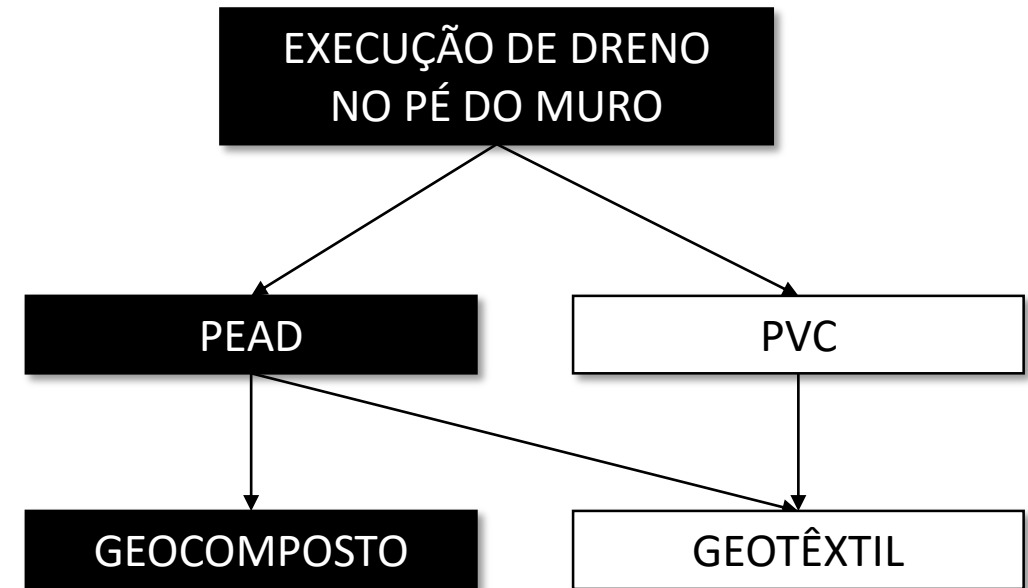 EXECUÇÃO DE DRENO
NO PÉ DO MURO
PEAD
PVC
GEOCOMPOSTO
GEOTÊXTIL